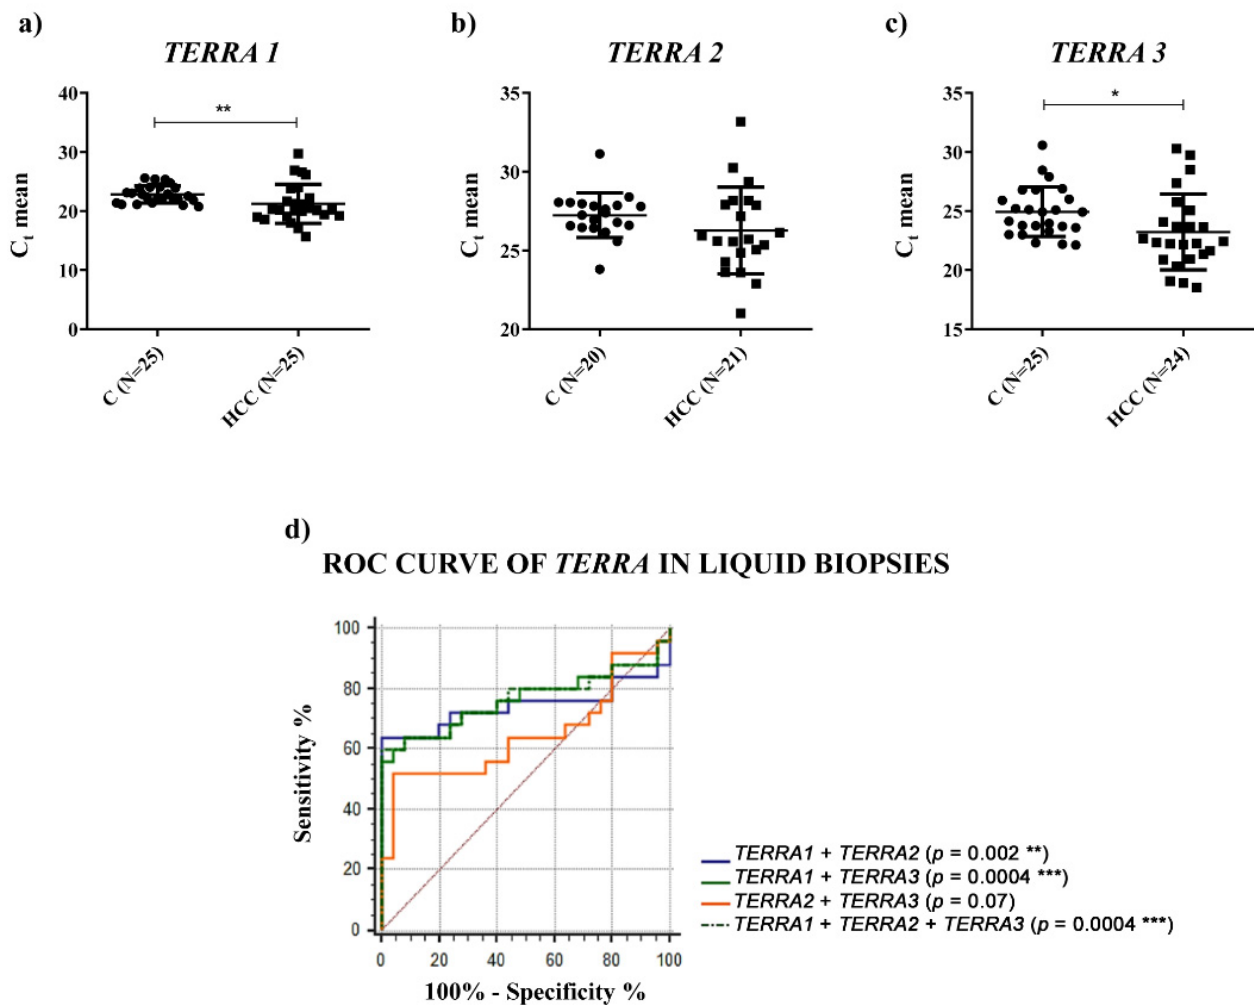 a)
TERRA 1
40
**
30
20
10
0
Ct mean
C (N=25)
HCC (N=25)
b)
TERRA 2
35
30
25
20
Ct mean
C (N=20)
HCC (N=21)
c)
TERRA 3
35
*
30
25
20
15
Ct mean
C (N=25)
HCC (N=24)
d)
ROC CURVE OF TERRA IN LIQUID BIOPSIES
100
80
60
40
20
0
Sensitivity %
0 20 40 60 80 100
100% - Specificity %
TERRA1 + TERRA2 (p = 0.002 **)
TERRA1 + TERRA3 (p = 0.0004 ***)
TERRA2 + TERRA3 (p = 0.07)
TERRA1 + TERRA2 + TERRA3 (p = 0.0004 ***)